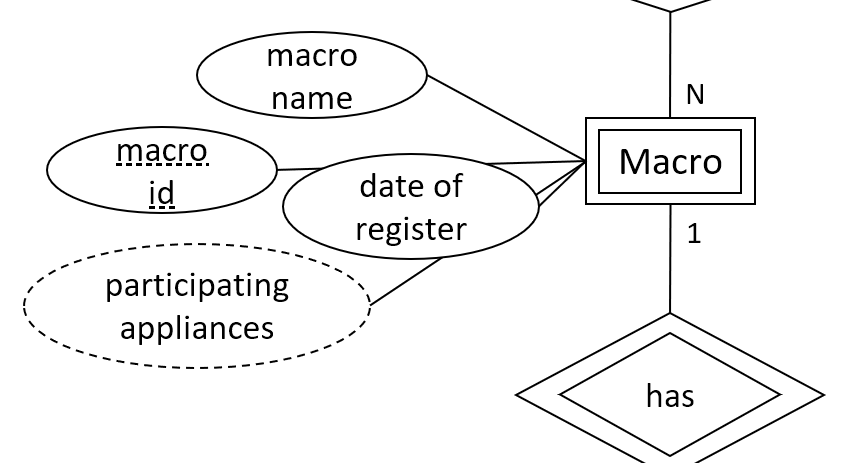 macro
name
N
macro
id
Macro
date of
register
1
participating
appliances
has